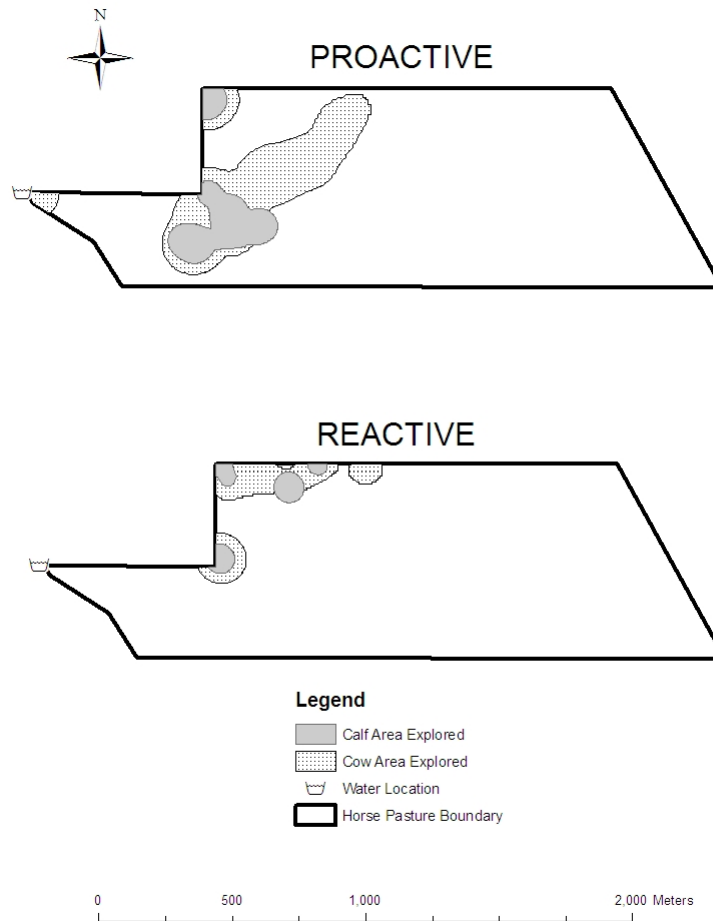 N
PROACTIVE
REACTIVE
Legend
Calf Area Explored
Cow Area Explored
Water Location
Horse Pasture Boundary
0 500 1,000 2,000 Meters